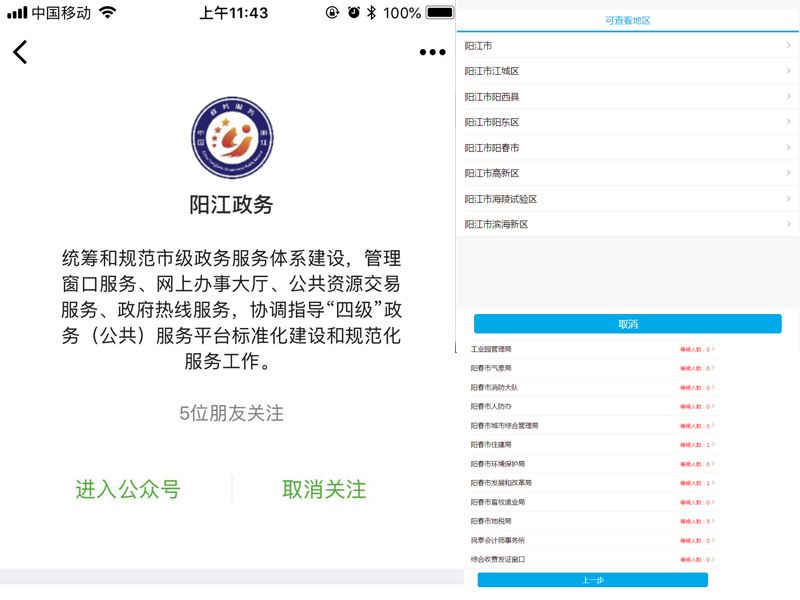 中国移动
上午11:43
100%
阳江政务
统筹和规范市级政务服务体系建设，管理
窗口服务、网上办事大厅、公共资源交易
服务、政府热线服务，协调指导“四级”政
务（公共）服务平台标准化建设和规范化
服务工作。
5位朋友关注
进入公众号
取消关注
可查看地区
阳江市
阳江市江城区
阳江市阳西县
阳江市阳东区
阳江市阳春市
阳江市高新区
阳江市海陵试验区
阳江市滨海新区
取消
工业园管理局 等候人数：0
阳春市气象局 等候人数：0
阳春市消防大队 等候人数：0
阳春市人防办 等候人数：0
阳春市城市综合管理局 等候人数：0
阳春市住建局 等候人数：1
阳春市环境保护局 等候人数：0
阳春市发展和改革局 等候人数：1
阳春市畜牧渔业局 等候人数：0
阳春市地税局 等候人数：9
民泰会计师事务所 等候人数：0
综合收费发证窗口 等候人数：0
上一步